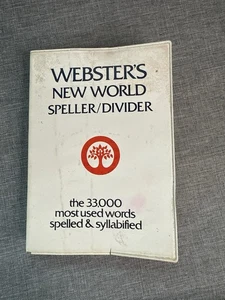 WEBSTER'S
NEW WORLD
SPELLER/DIVIDER
the 33,000
most used words
spelled & syllabified